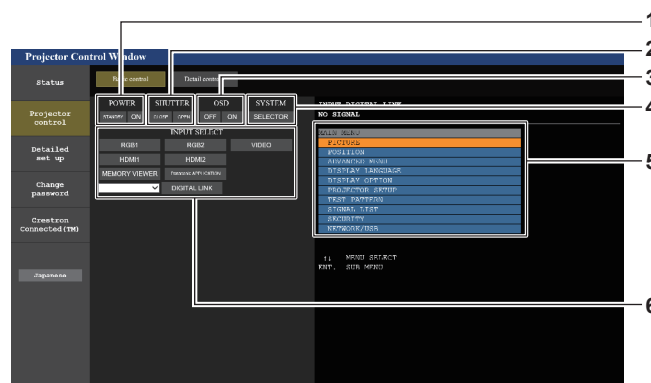 1
Projector Control Window
2
Status
Basic control Detail control
3
POWER SHUTTER OSD SYSTEM
4
STANDBY ON CLOSE OPEN OFF ON SELECTOR
INPUT DIGITAL LINK
NO SIGNAL
Projector
control
INPUT SELECT
RGB1 RGB2 VIDEO
HDMI1 HDMI2
MEMORY VIEWER Panasonic APPLICATION
DIGITAL LINK
MAIN MENU
PICTURE
POSITION
ADVANCED MENU
DISPLAY LANGUAGE
DISPLAY OPTION
PROJECTOR SETUP
TEST PATTERN
SIGNAL LIST
SECURITY
NETWORK/USB
5
Detailed
set up
Change
password
Crestron
Connected(TM)
↑↓ MENU SELECT
ENT. SUB MENU
Japanese
6